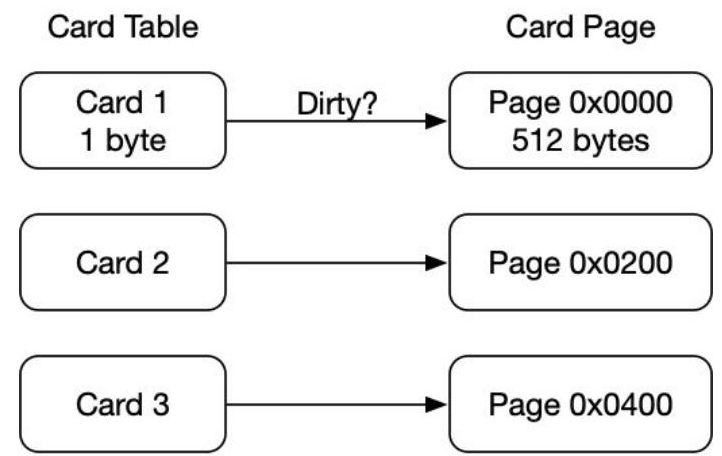 Card Table
Card Page
Card 1
1 byte
Dirty?
Page 0x0000
512 bytes
Card 2
Page 0x0200
Card 3
Page 0x0400